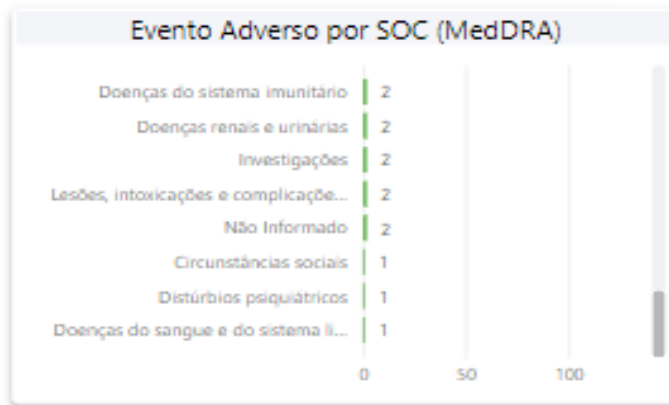 Evento Adverso por SOC (MedDRA)
Doenças do sistema imunitário 2
Doenças renais e urinárias 2
Investigações 2
Lesões, intoxicações e complicaçõe... 2
Não Informado 2
Circunstâncias sociais 1
Distúrbios psiquiátricos 1
Doenças do sangue e do sistema li... 1
0 50 100